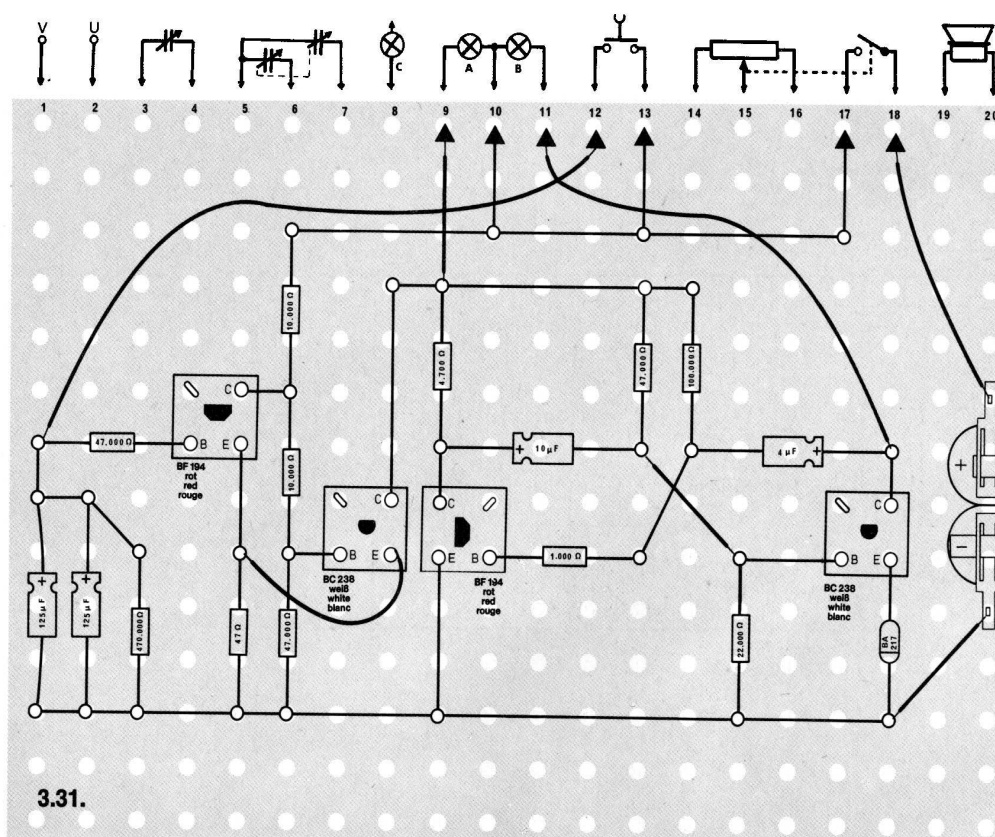 V U
C
A B
1 2 3 4 5 6 7 8 9 10 11 12 13 14 15 16 17 18 19 20
10.000 Ω
4.700 Ω
47.000 Ω
100.000 Ω
C
47.000 Ω
B E
BF 194
rot
red
rouge
10.000 Ω
+ 10 µF
4 µF +
C
B E
BC 238
weiß
white
blanc
C
E B
BF 194
rot
red
rouge
1.000 Ω
C
B E
BC 238
weiß
white
blanc
+
-
+ 125 µF
+ 125 µF
470.000 Ω
47 Ω
47.000 Ω
22.000 Ω
BA
217
3.31.